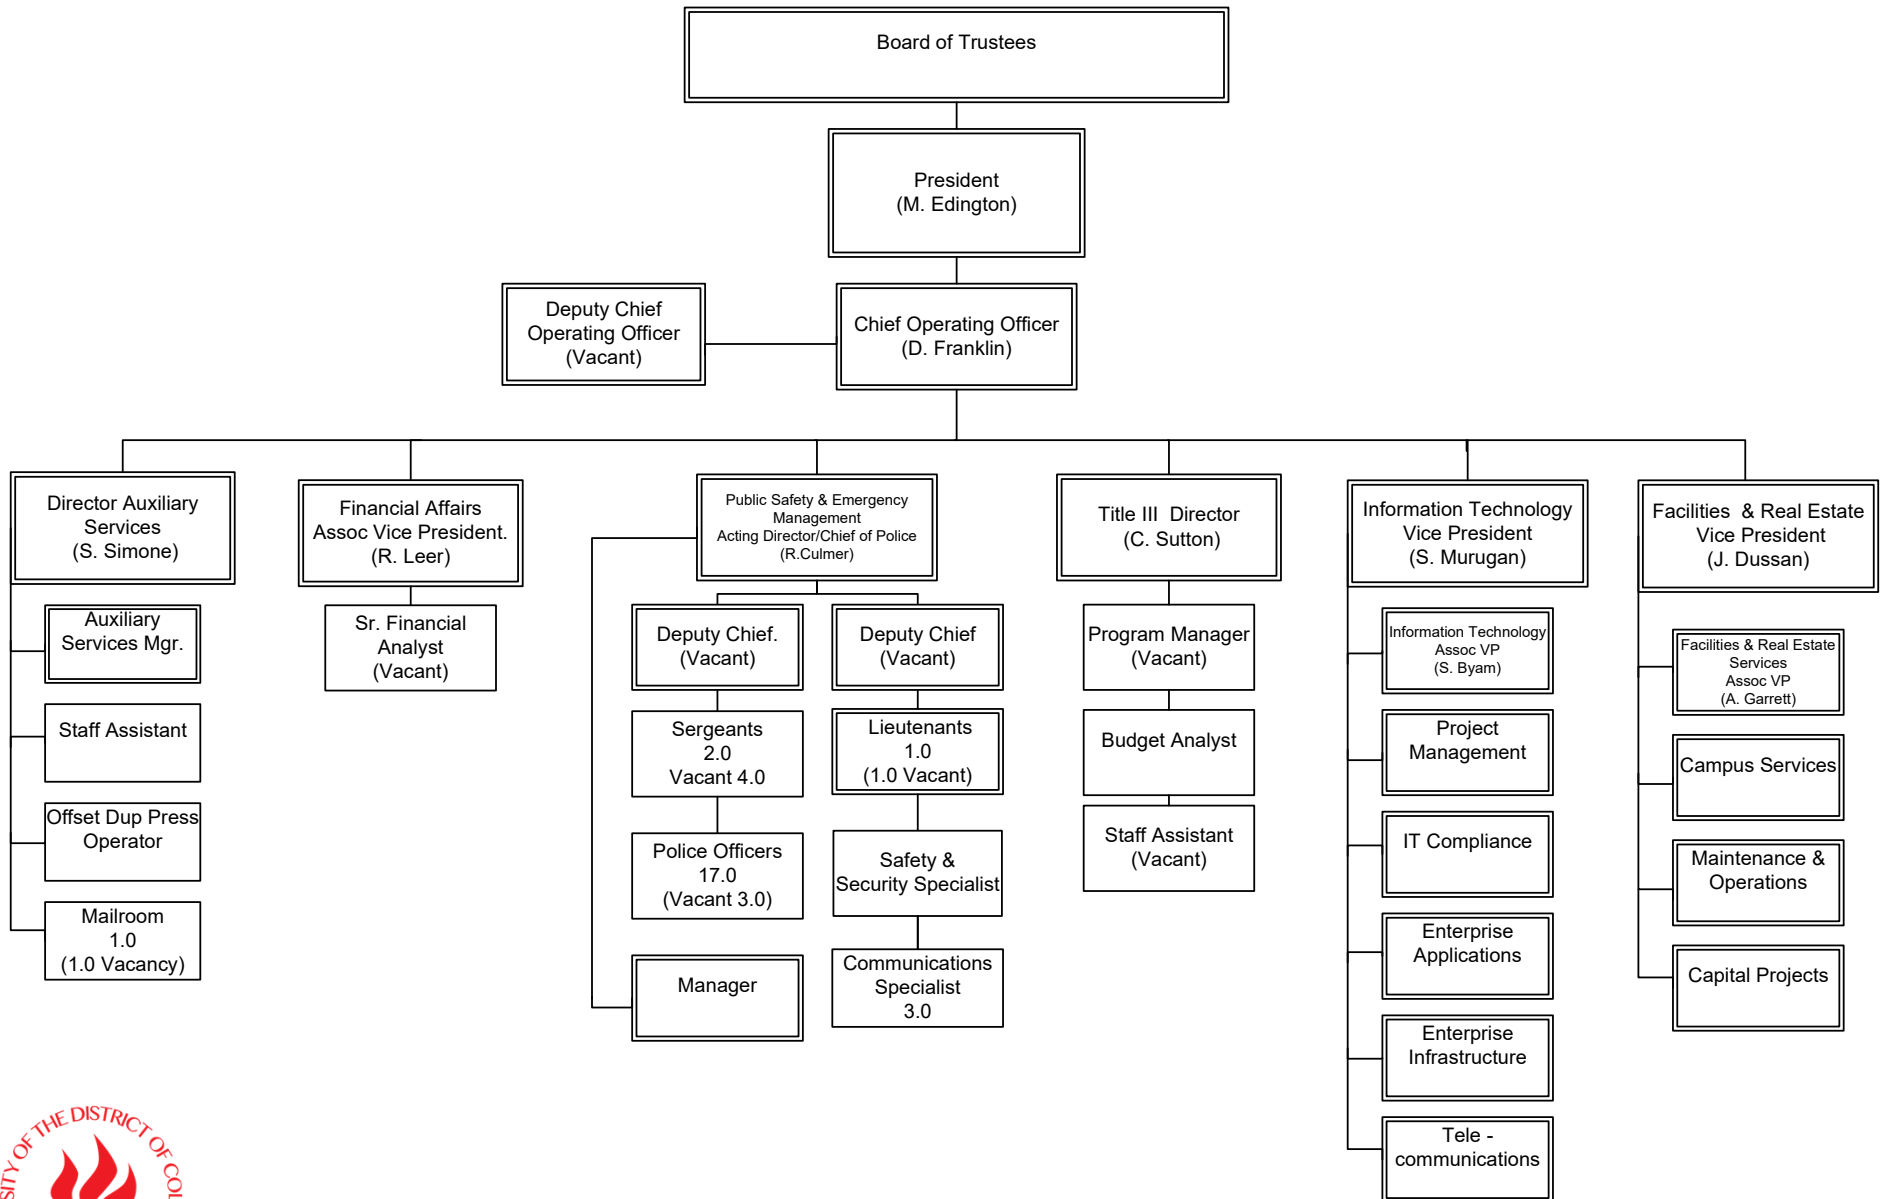 Board of Trustees
President
(M. Edington)
Deputy Chief
Operating Officer
(Vacant)
Chief Operating Officer
(D. Franklin)
Director Auxiliary
Services
(S. Simone)
Auxiliary
Services Mgr.
Staff Assistant
Offset Dup Press
Operator
Mailroom
1.0
(1.0 Vacancy)
Financial Affairs
Assoc Vice President.
(R. Leer)
Sr. Financial
Analyst
(Vacant)
Public Safety & Emergency
Management
Acting Director/Chief of Police
(R.Culmer)
Deputy Chief.
(Vacant)
Sergeants
2.0
Vacant 4.0
Police Officers
17.0
(Vacant 3.0)
Manager
Deputy Chief
(Vacant)
Lieutenants
1.0
(1.0 Vacant)
Safety &
Security Specialist
Communications
Specialist
3.0
Title III Director
(C. Sutton)
Program Manager
(Vacant)
Budget Analyst
Staff Assistant
(Vacant)
Information Technology
Vice President
(S. Murugan)
Information Technology
Assoc VP
(S. Byam)
Project
Management
IT Compliance
Enterprise
Applications
Enterprise
Infrastructure
Tele -
communications
Facilities & Real Estate
Vice President
(J. Dussan)
Facilities & Real Estate
Services
Assoc VP
(A. Garrett)
Campus Services
Maintenance &
Operations
Capital Projects
OF THE DISTRICT OF